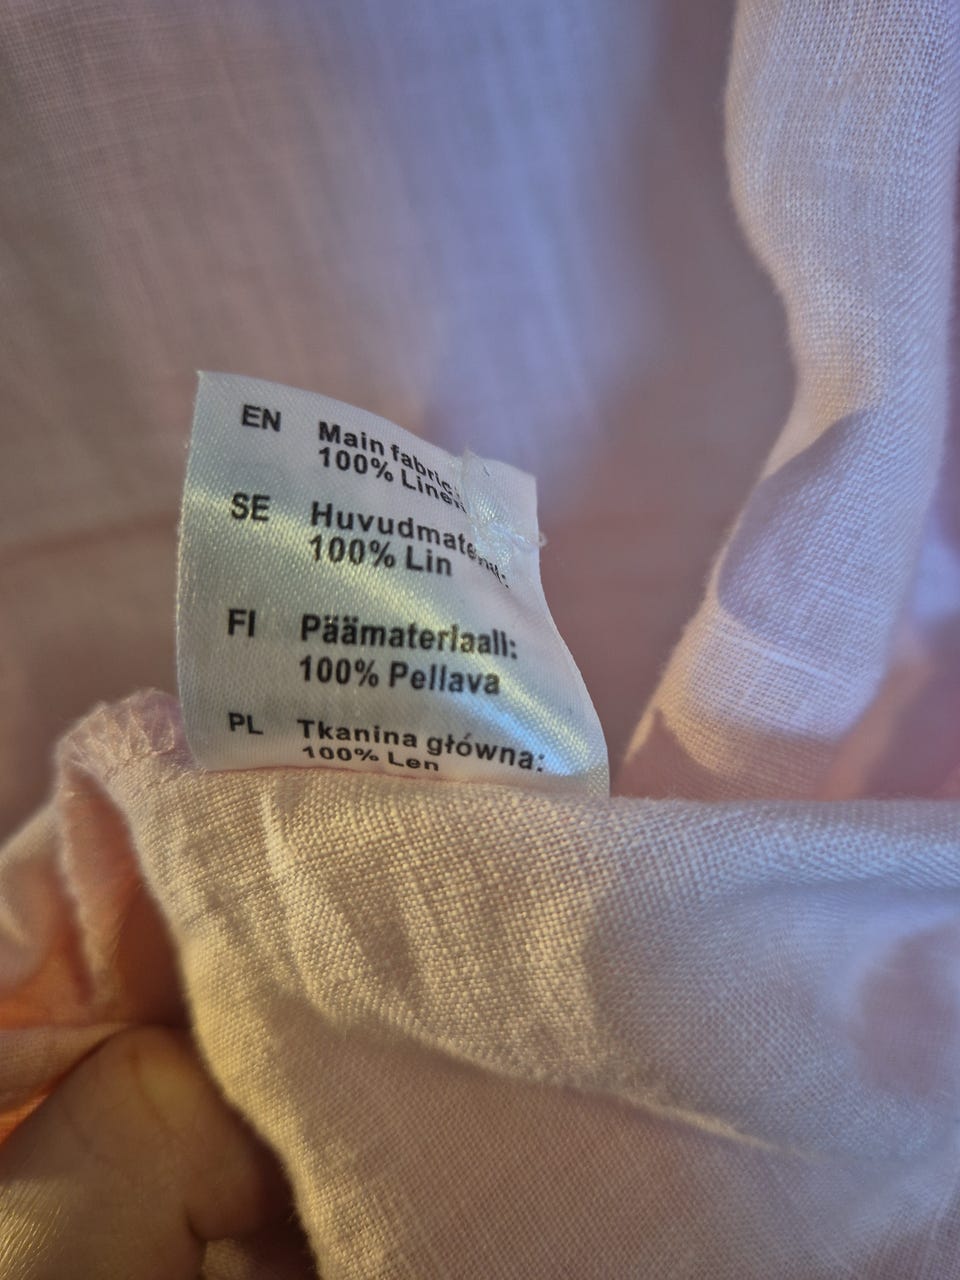 EN Main fabric:
100% Linen
SE Huvudmaterial:
100% Lin
FI Päämateriaali:
100% Pellava
PL Tkanina główna:
100% Len